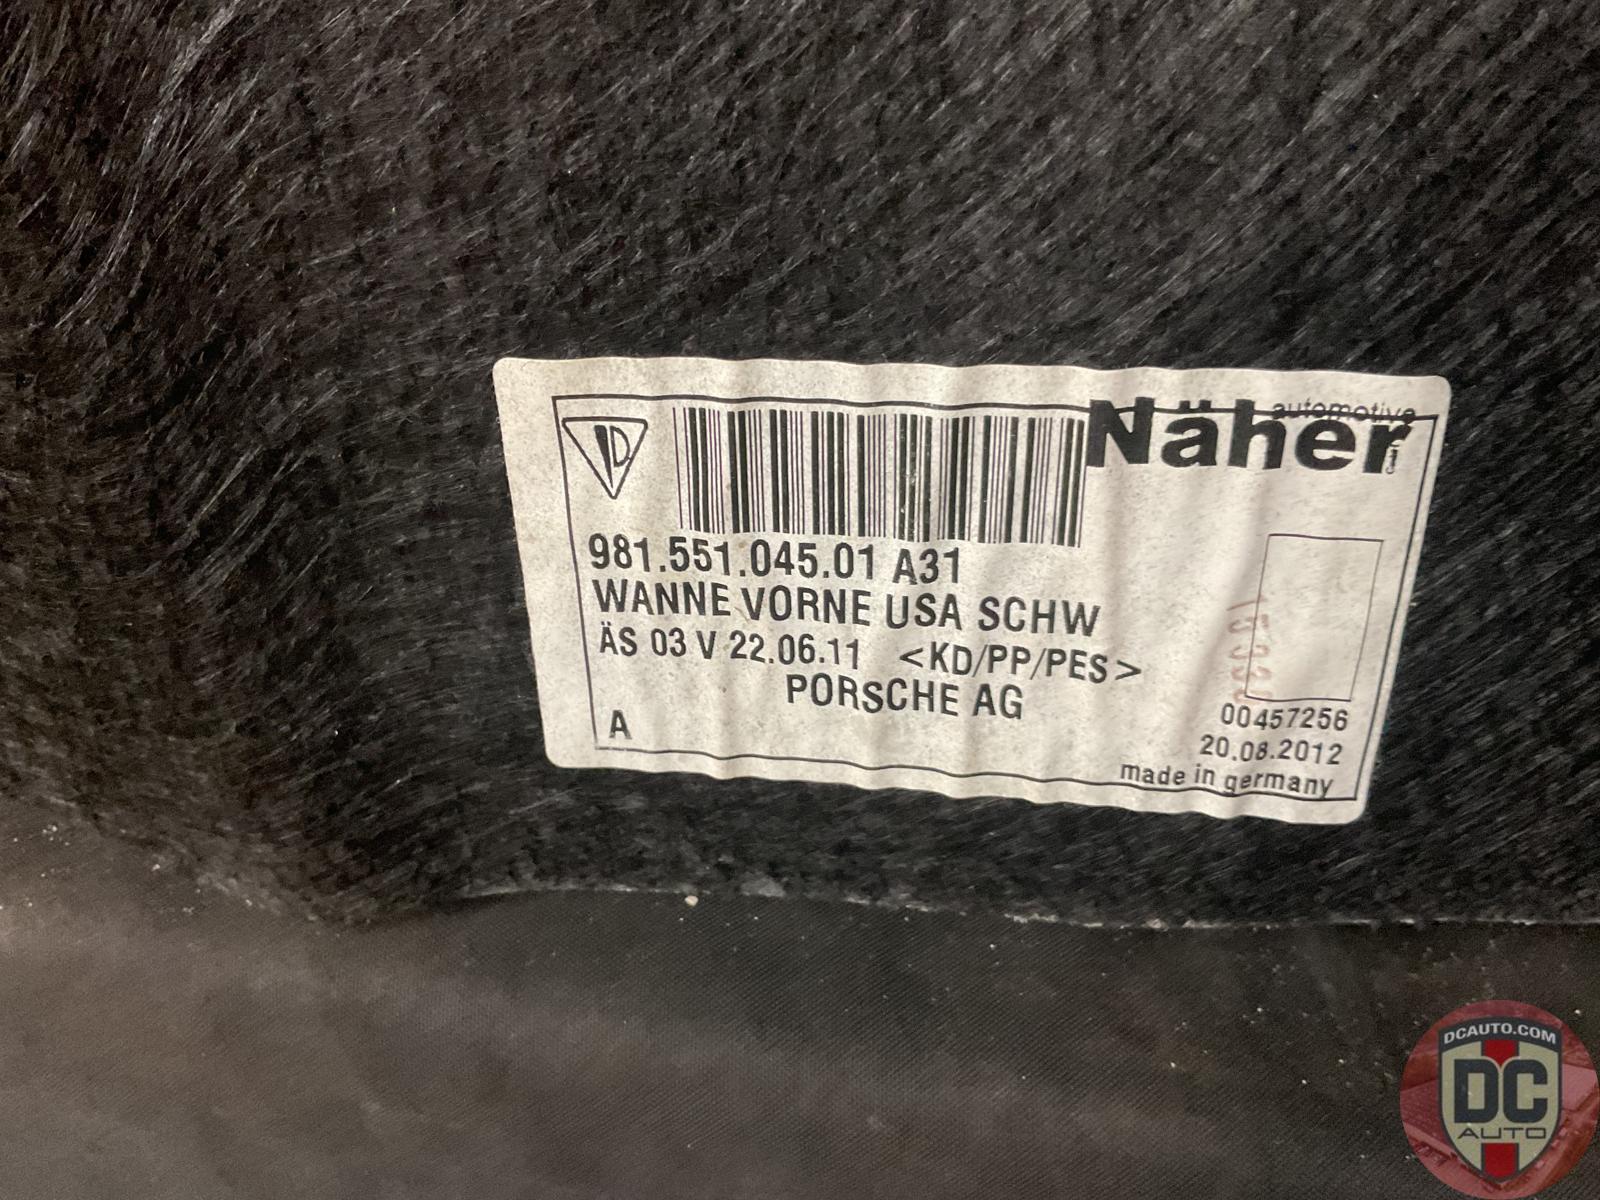 automotive
Näher
981.551.045.01 A31
WANNE VORNE USA SCHW
ÄS 03 V 22.06.11 <KD/PP/PES>
PORSCHE AG
A
00457256
20.08.2012
made in germany
DCAUTO.COM
DC
AUTO